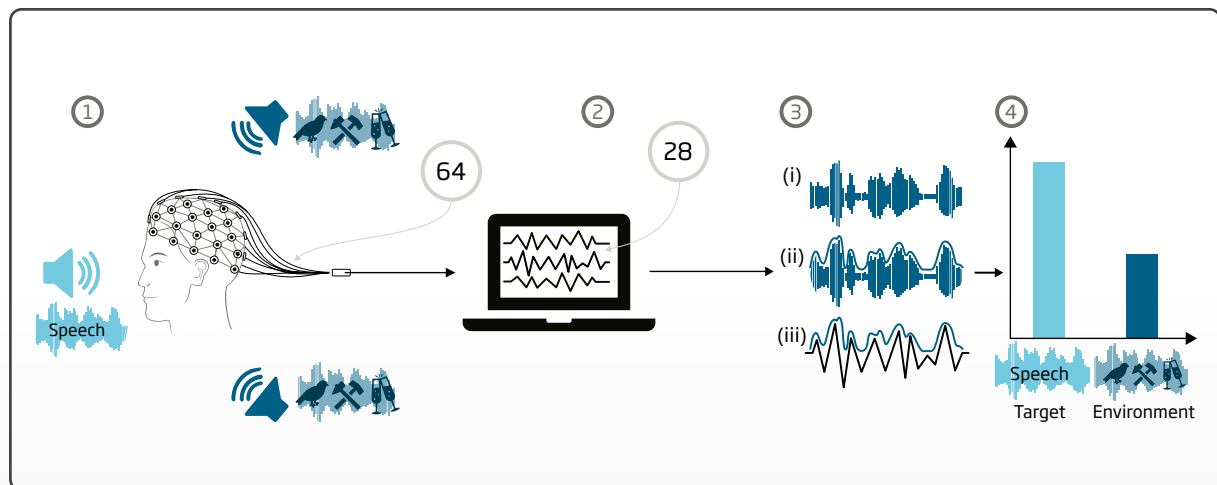 1
2
3
4
64
28
(i)
(ii)
(iii)
Speech
Speech
Target
Environment